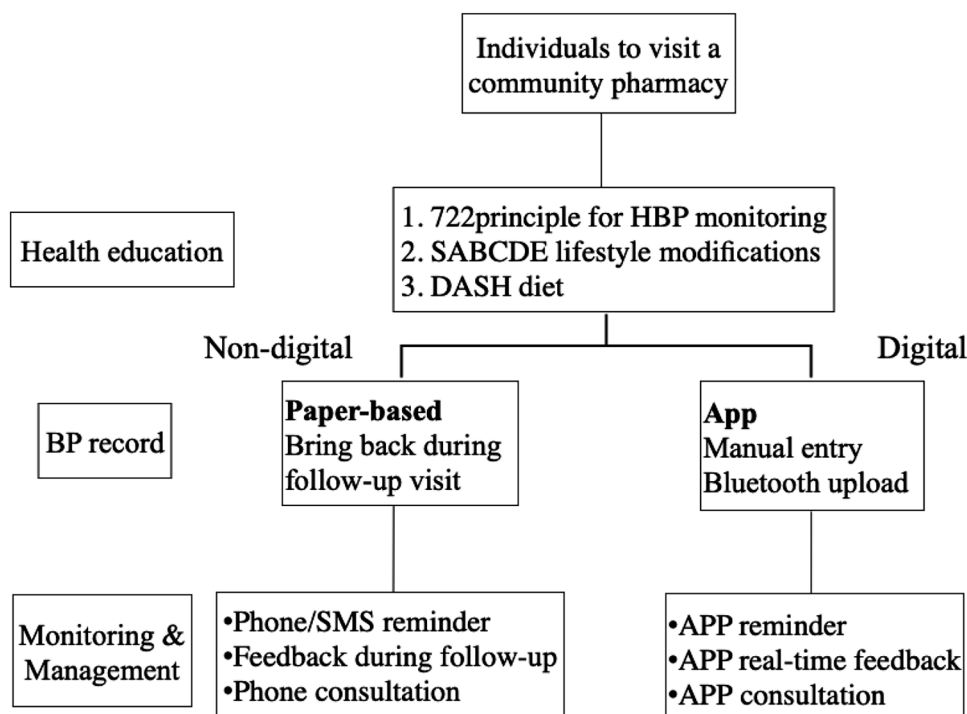 Individuals to visit a
community pharmacy
Health education
1. 722principle for HBP monitoring
2. SABCDE lifestyle modifications
3. DASH diet
Non-digital
Digital
BP record
Paper-based
Bring back during
follow-up visit
App
Manual entry
Bluetooth upload
Monitoring &
Management
•Phone/SMS reminder
•Feedback during follow-up
•Phone consultation
•APP reminder
•APP real-time feedback
•APP consultation